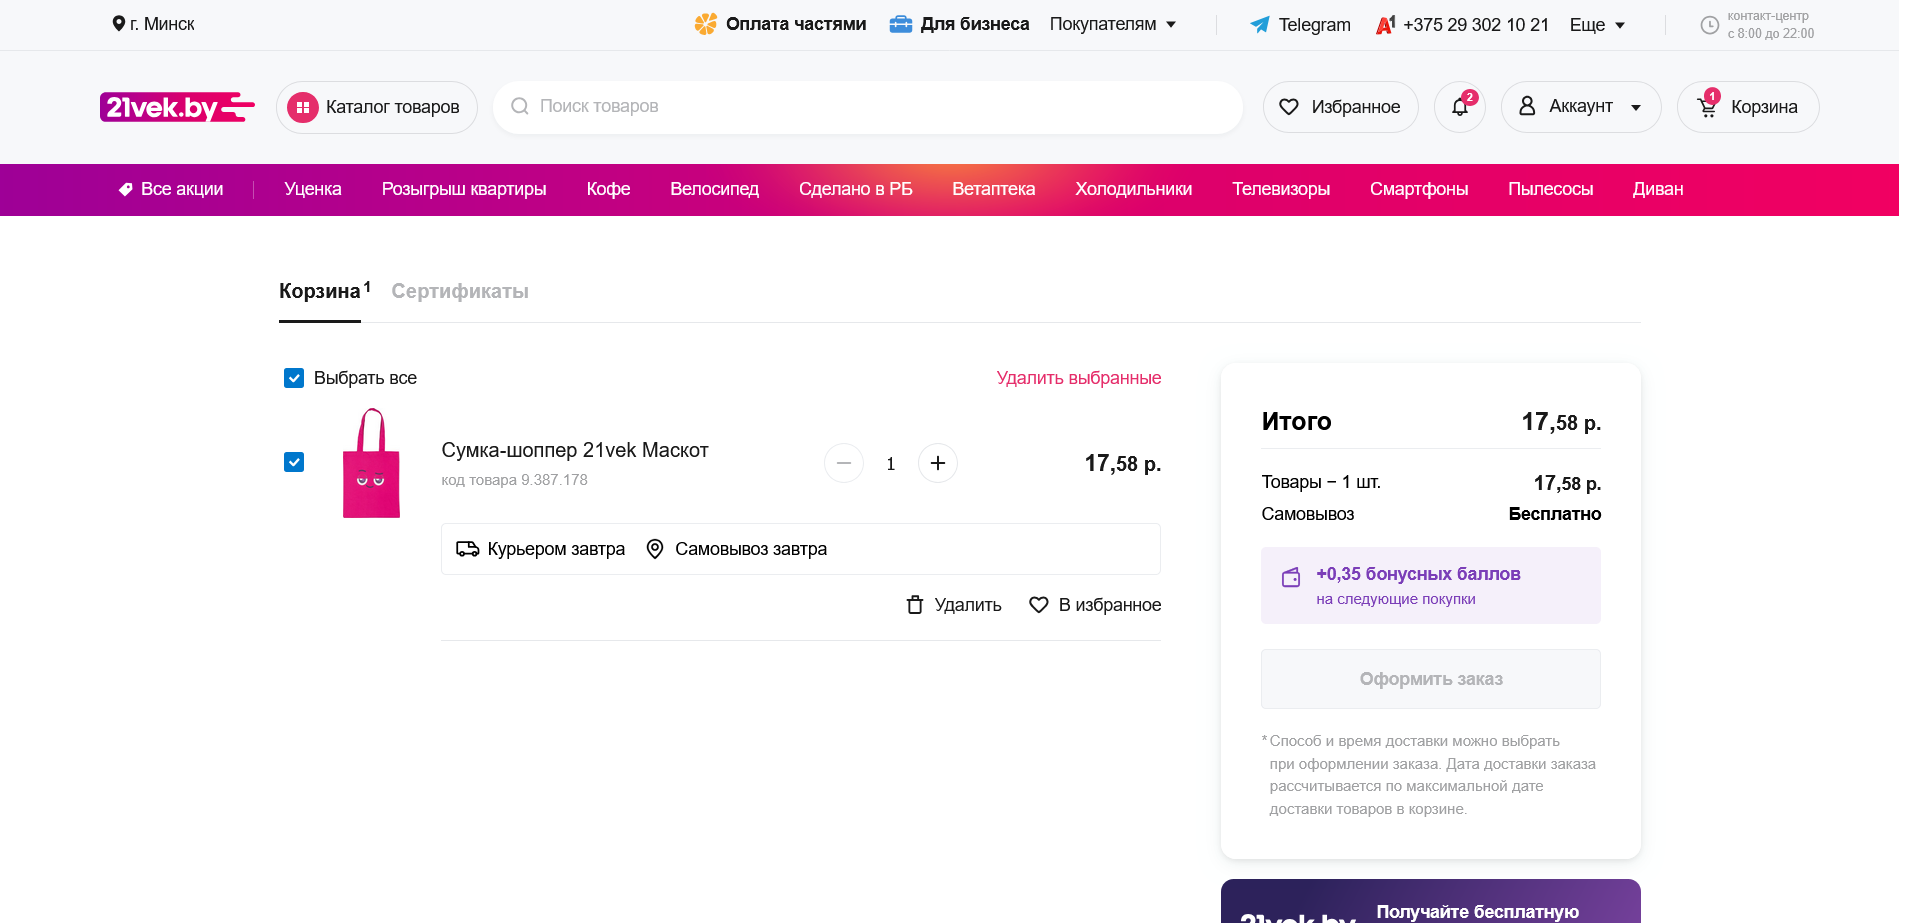 г. Минск
Оплата частями
Для бизнеса
Покупателям
Telegram
A1
+375 29 302 10 21
Еще
контакт-центр
с 8:00 до 22:00
21vek.by
Каталог товаров
Поиск товаров
Избранное
2
Аккаунт
1
Корзина
Все акции
Уценка
Розыгрыш квартиры
Кофе
Велосипед
Сделано в РБ
Ветаптека
Холодильники
Телевизоры
Смартфоны
Пылесосы
Диван
Корзина 1
Сертификаты
Выбрать все
Удалить выбранные
Сумка-шоппер 21vek Маскот
код товара 9.387.178
1
17,58 р.
Курьером завтра
Самовывоз завтра
Удалить
В избранное
Итого
17,58 р.
Товары – 1 шт.
17,58 р.
Самовывоз
Бесплатно
+0,35 бонусных баллов
на следующие покупки
Оформить заказ
* Способ и время доставки можно выбрать
при оформлении заказа. Дата доставки заказа
рассчитывается по максимальной дате
доставки товаров в корзине.
21vek.by
Получайте бесплатную